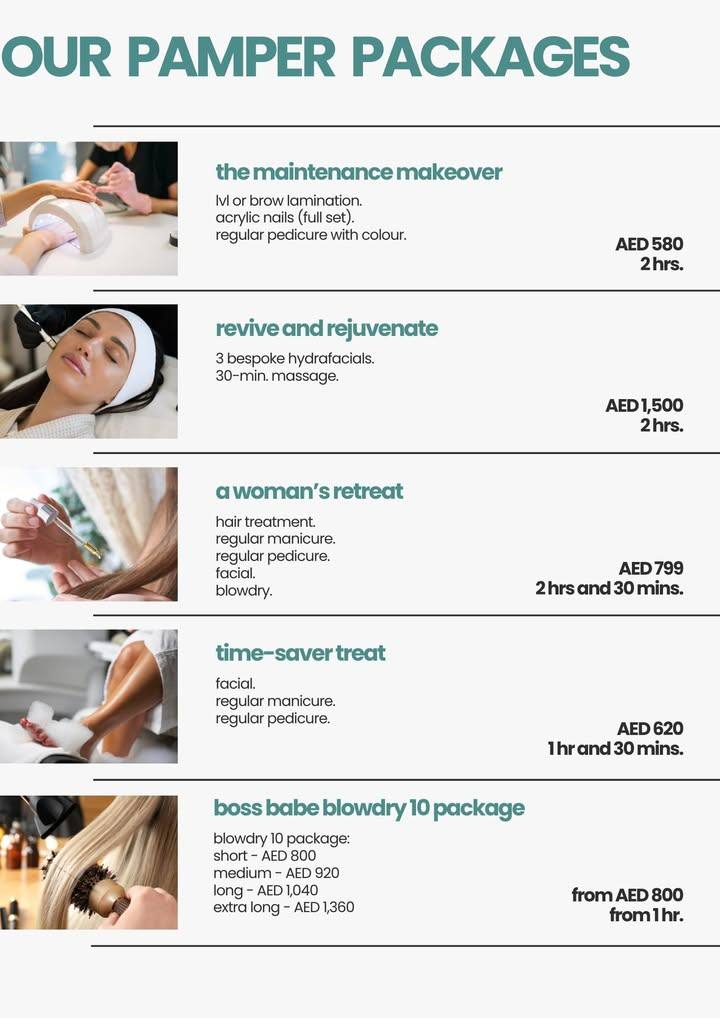 OUR PAMPER PACKAGES
the maintenance makeover
lvl or brow lamination.
acrylic nails (full set).
regular pedicure with colour.
AED 580
2 hrs.
revive and rejuvenate
3 bespoke hydrafacials.
30-min. massage.
AED 1,500
2 hrs.
a woman's retreat
hair treatment.
regular manicure.
regular pedicure.
facial.
blowdry.
AED 799
2 hrs and 30 mins.
time-saver treat
facial.
regular manicure.
regular pedicure.
AED 620
1 hr and 30 mins.
boss babe blowdry 10 package
blowdry 10 package:
short - AED 800
medium - AED 920
long - AED 1,040
extra long - AED 1,360
from AED 800
from 1 hr.